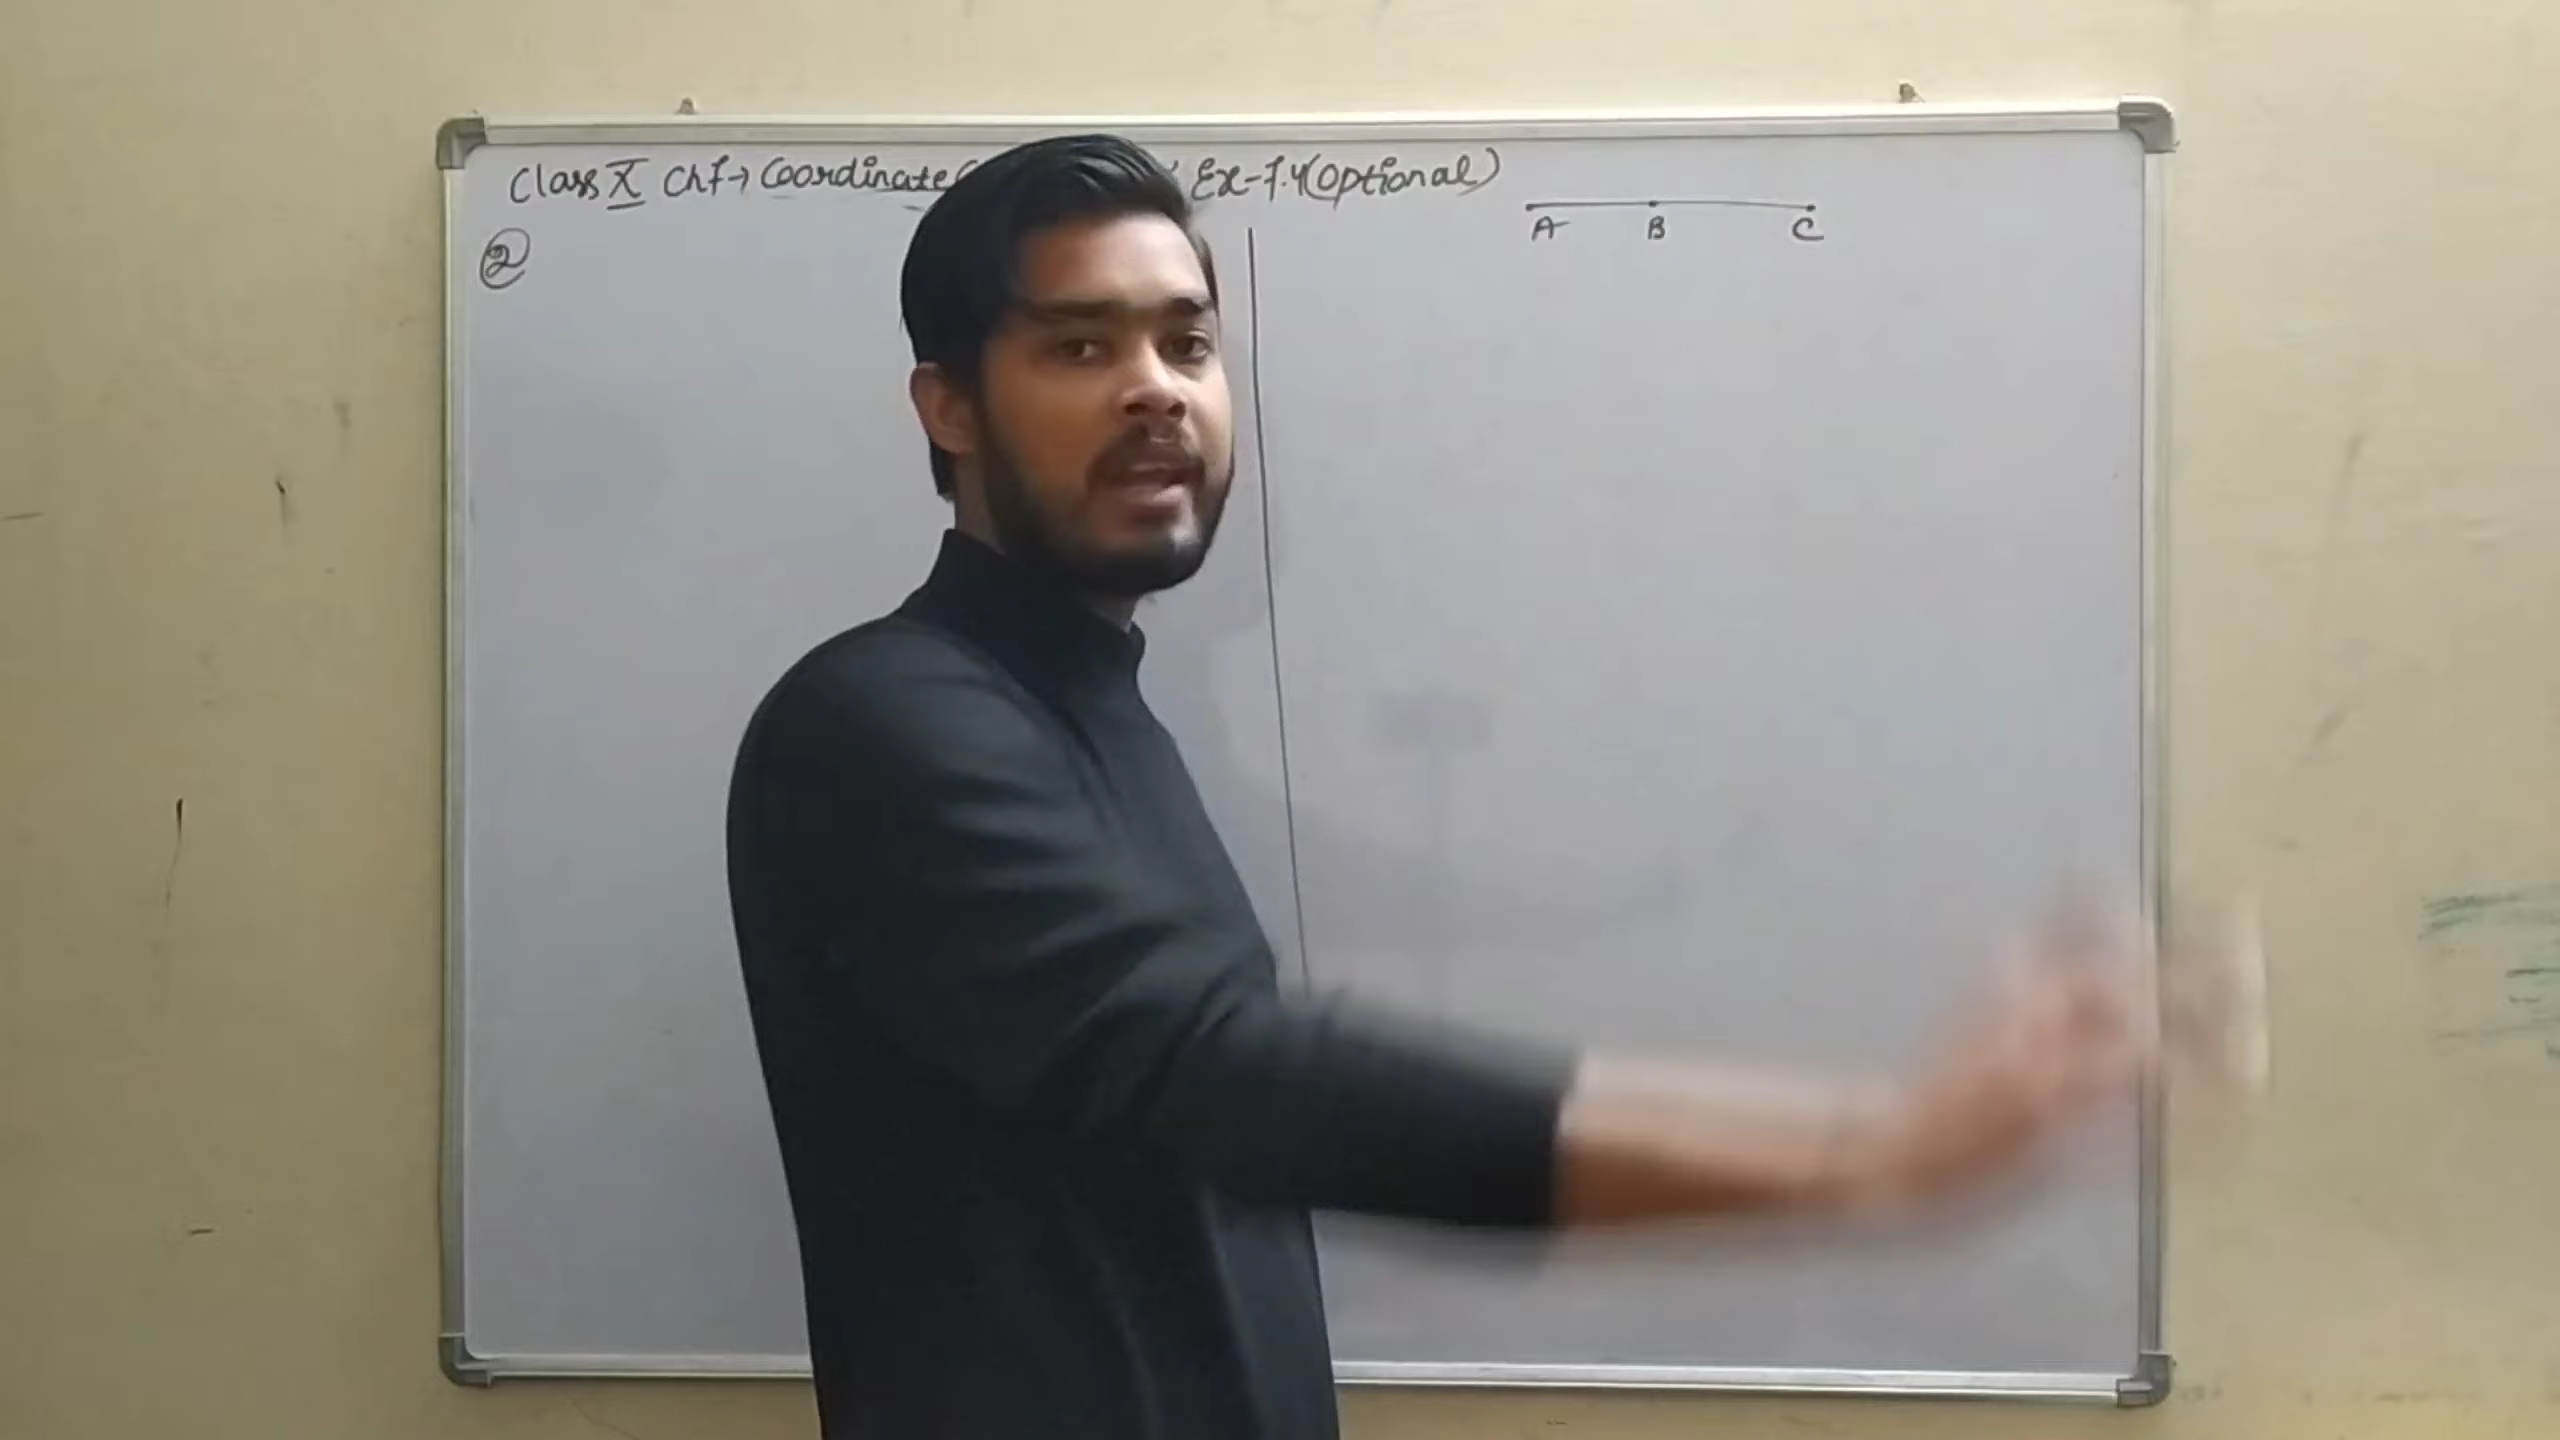 Class X Ch7→ Coordinate Ex-7.4(Optional)
A B C
②